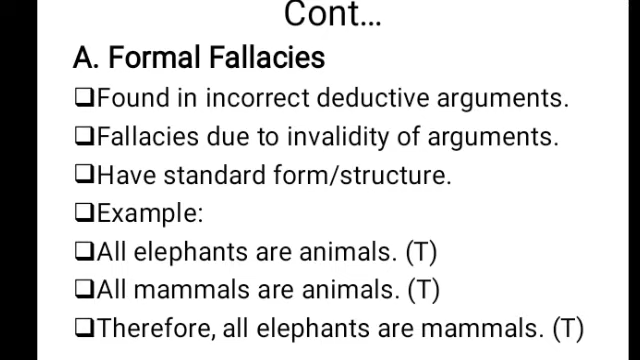 Cont...
A. Formal Fallacies
❑Found in incorrect deductive arguments.
❑Fallacies due to invalidity of arguments.
❑Have standard form/structure.
❑Example:
❑All elephants are animals. (T)
❑All mammals are animals. (T)
❑Therefore, all elephants are mammals. (T)